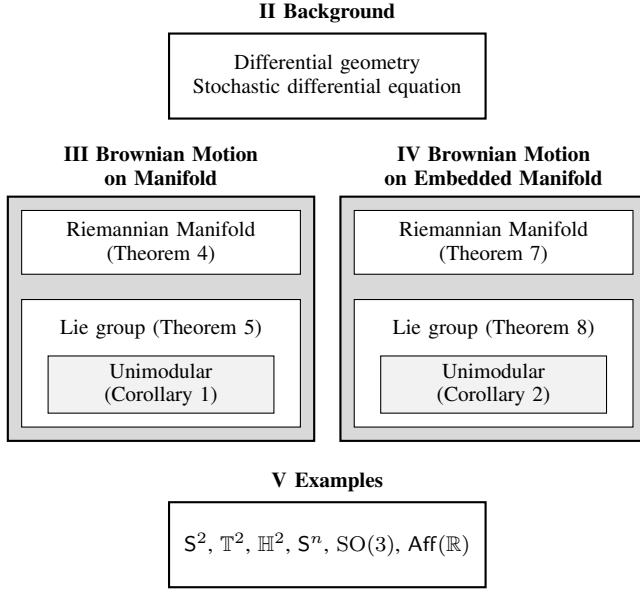 II Background
Differential geometry
Stochastic differential equation
III Brownian Motion
on Manifold
Riemannian Manifold
(Theorem 4)
Lie group (Theorem 5)
Unimodular
(Corollary 1)
IV Brownian Motion
on Embedded Manifold
Riemannian Manifold
(Theorem 7)
Lie group (Theorem 8)
Unimodular
(Corollary 2)
V Examples
S², 𝕋², ℍ², Sⁿ, SO(3), Aff(ℝ)